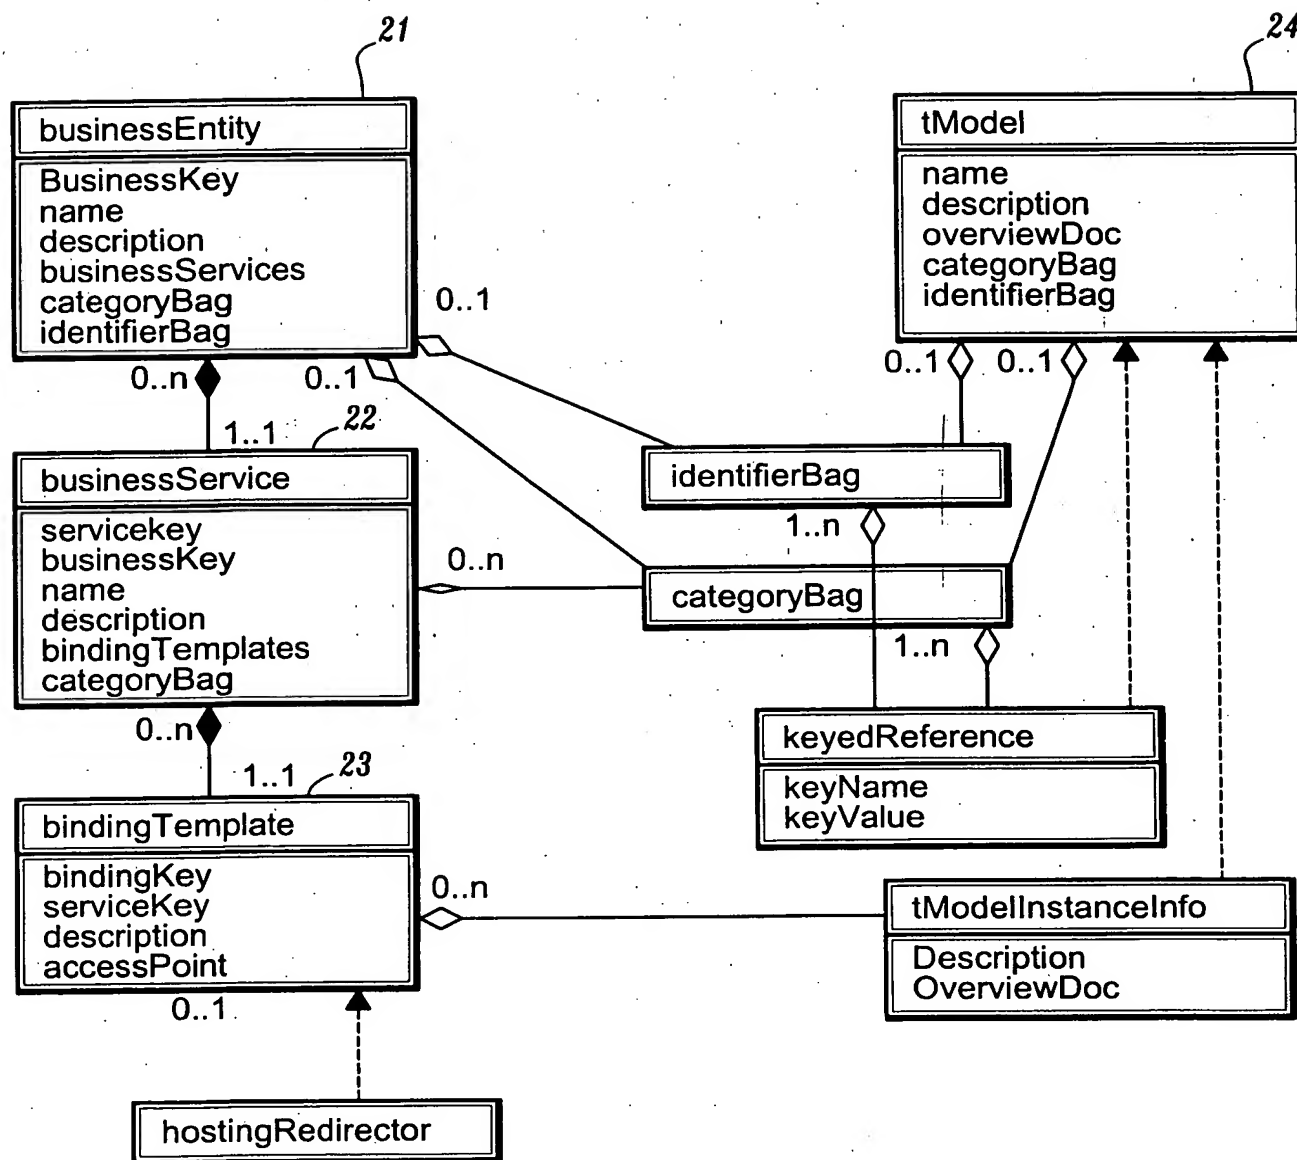 21
24
businessEntity
BusinessKey
name
description
businessServices
categoryBag
identifierBag
tModel
name
description
overviewDoc
categoryBag
identifierBag
0..1
0..n
0..1
0..1
0..1
1..1
22
businessService
servicekey
businessKey
name
description
bindingTemplates
categoryBag
identifierBag
1..n
0..n
categoryBag
1..n
0..n
1..1
23
keyedReference
keyName
keyValue
bindingTemplate
bindingKey
serviceKey
description
accessPoint
0..n
tModelInstanceInfo
Description
OverviewDoc
0..1
hostingRedirector